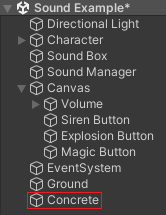 Sound Example*
Directional Light
Character
Sound Box
Sound Manager
Canvas
Volume
Siren Button
Explosion Button
Magic Button
EventSystem
Ground
Concrete